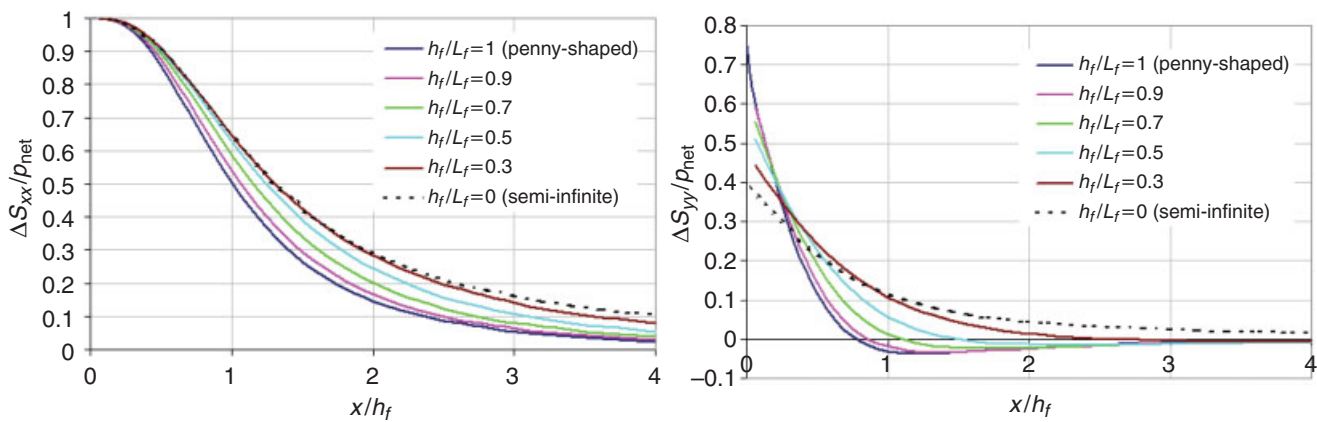 1
0.9
0.8
0.7
0.6
0.5
0.4
0.3
0.2
0.1
0
ΔSxx/pnet
hf/Lf=1 (penny-shaped)
hf/Lf=0.9
hf/Lf=0.7
hf/Lf=0.5
hf/Lf=0.3
hf/Lf=0 (semi-infinite)
0 1 2 3 4
x/hf
0.8
0.7
0.6
0.5
0.4
0.3
0.2
0.1
0
−0.1
ΔSyy/pnet
hf/Lf=1 (penny-shaped)
hf/Lf=0.9
hf/Lf=0.7
hf/Lf=0.5
hf/Lf=0.3
hf/Lf=0 (semi-infinite)
0 1 2 3 4
x/hf